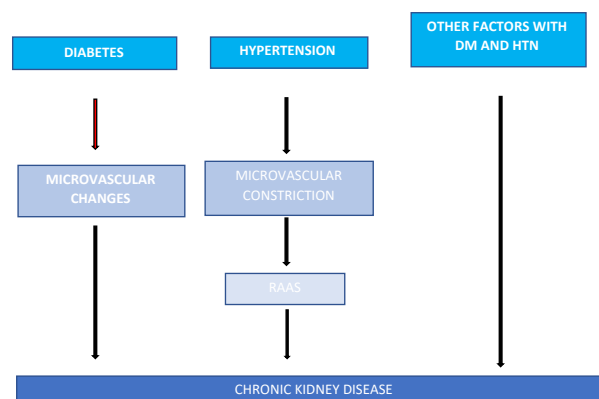 DIABETES
HYPERTENSION
OTHER FACTORS WITH
DM AND HTN
MICROVASCULAR
CHANGES
MICROVASCULAR
CONSTRICTION
RAAS
CHRONIC KIDNEY DISEASE